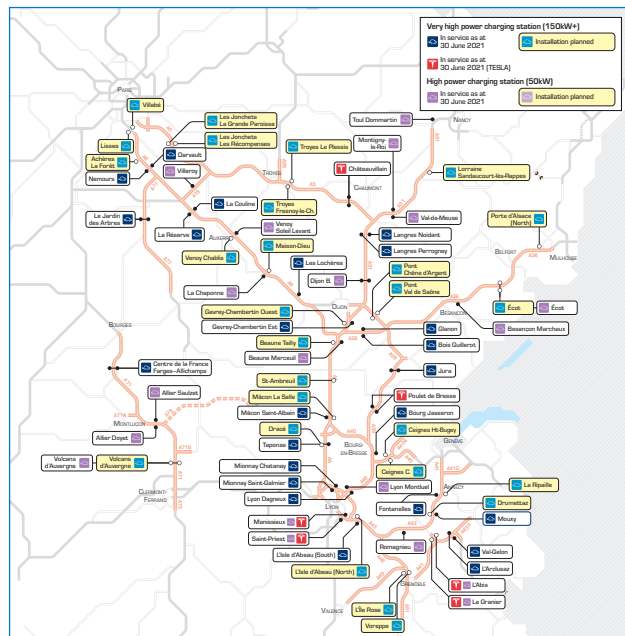 Very high power charging station (150kW+)
In service as at
30 June 2021
Installation planned
In service as at
30 June 2021 (TESLA)
High power charging station (50kW)
In service as at
30 June 2021
Installation planned
PARIS
Villabé
Les Jonchets
La Grande Paroisse
Les Jonchets
Les Récompenses
Lisses
Achères
La Forêt
Darvault
Nemours
Villeroy
Toul Dommartin
NANCY
Montigny-
le-Roi
Troyes Le Plessis
TROYES
Châteauvillain
CHAUMONT
Lorraine
Sandaucourt-lès-Rappes
Le Jardin
des Arbres
La Couline
Troyes
Fresnoy-le-Ch.
Val-de-Meuse
Porte d'Alsace
(North)
La Réserve
AUXERRE
Venoy
Soleil Levant
Langres Noidant
Venoy Chablis
Maison-Dieu
Langres Perrogney
BELFORT
MULHOUSE
Les Lochères
Pont
Chêne d'Argent
La Chaponne
Dijon B.
Pont
Val de Saône
DIJON
BESANÇON
Gevrey-Chambertin Ouest
Écot
Écot
Gevrey-Chambertin Est
Glanon
Besançon Marchaux
BOURGES
Beaune Tailly
Bois Guillerot
Beaune Merceuil
Centre de la France
Farges-Allichamps
Jura
St-Ambreuil
Allier Saulzet
Mâcon La Salle
Poulet de Bresse
Mâcon Saint-Albain
Bourg Jasseron
MONTLUÇON
Dracé
Ceignes Ht-Bugey
Allier Doyet
Taponas
BOURG-
EN-BRESSE
GENÈVE
Volcans
d'Auvergne
Volcans
d'Auvergne
Mionnay Chatanay
Ceignes C.
Mionnay Saint-Galmier
Lyon Montluel
ANNECY
La Ripaille
CLERMONT-
FERRAND
Lyon Dagneux
LYON
Fontanelles
Drumettaz
Manissieux
Mouxy
Saint-Priest
L'Isle d'Abeau (South)
Romagnieu
Val-Gelon
L'Arclusaz
L'Isle d'Abeau (North)
GRENOBLE
L'Abis
Le Granier
VALENCE
L'Île Rose
Voreppe